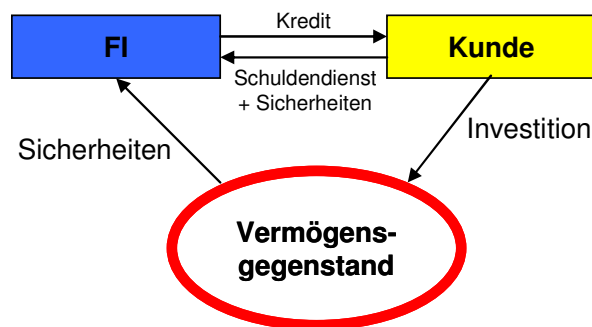 Kredit
FI
Kunde
Schuldendienst
+ Sicherheiten
Sicherheiten
Investition
Vermögens-
gegenstand